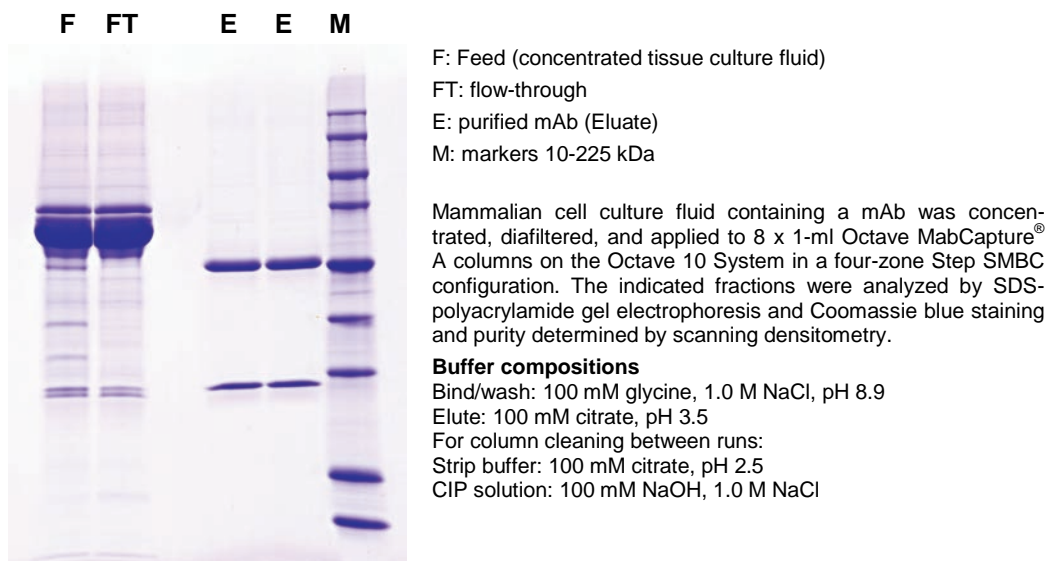 F FT E E M
F: Feed (concentrated tissue culture fluid)
FT: flow-through
E: purified mAb (Eluate)
M: markers 10-225 kDa
Mammalian cell culture fluid containing a mAb was concen-
trated, diafiltered, and applied to 8 x 1-ml Octave MabCapture®
A columns on the Octave 10 System in a four-zone Step SMBC
configuration. The indicated fractions were analyzed by SDS-
polyacrylamide gel electrophoresis and Coomassie blue staining
and purity determined by scanning densitometry.
Buffer compositions
Bind/wash: 100 mM glycine, 1.0 M NaCl, pH 8.9
Elute: 100 mM citrate, pH 3.5
For column cleaning between runs:
Strip buffer: 100 mM citrate, pH 2.5
CIP solution: 100 mM NaOH, 1.0 M NaCl